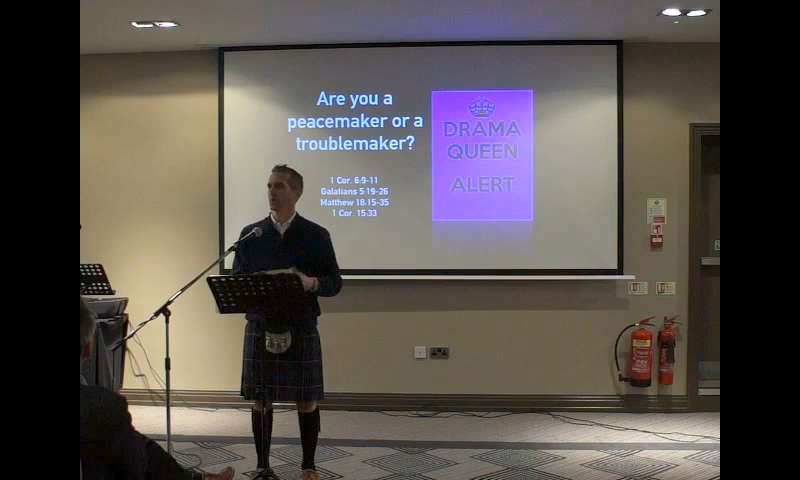 Are you a
peacemaker or a
troublemaker?
1 Cor. 6:9-11
Galatians 5:19-26
Matthew 18:15-35
1 Cor. 15:33
DRAMA
QUEEN
ALERT